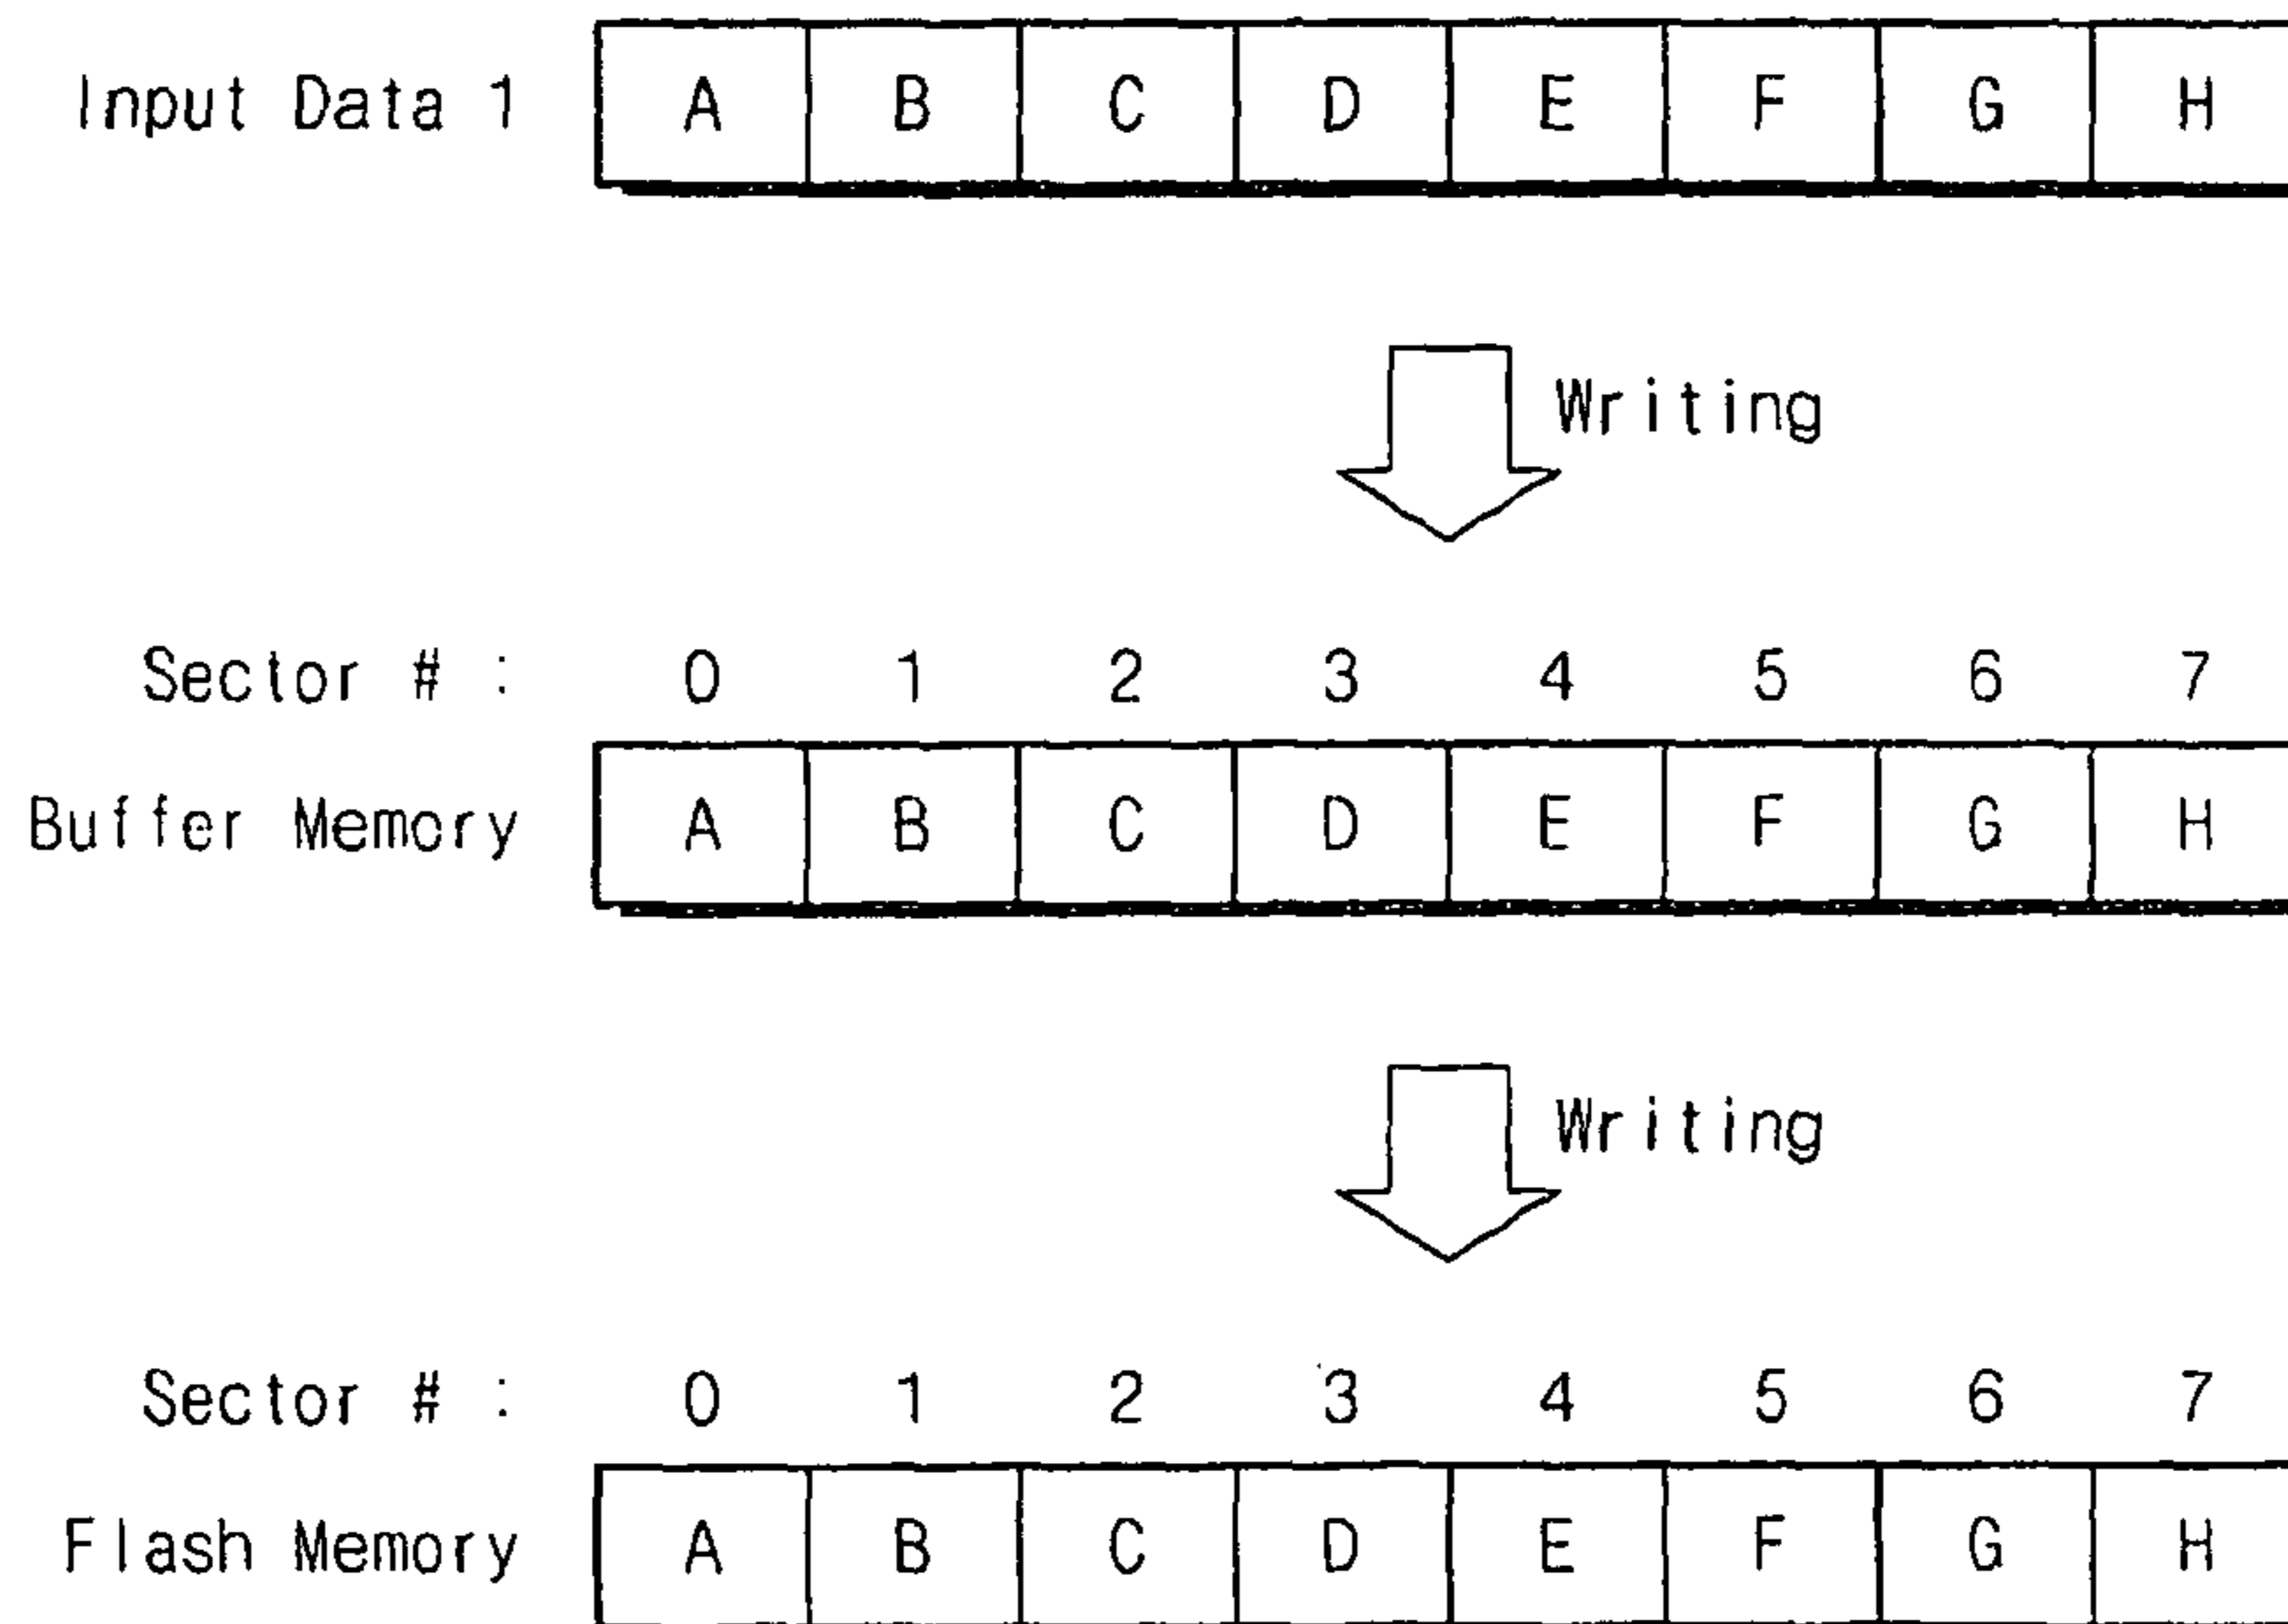 Input Data 1 A B C D E F G H
Writing
Sector # : 0 1 2 3 4 5 6 7
Buffer Memory A B C D E F G H
Writing
Sector # : 0 1 2 3 4 5 6 7
Flash Memory A B C D E F G H